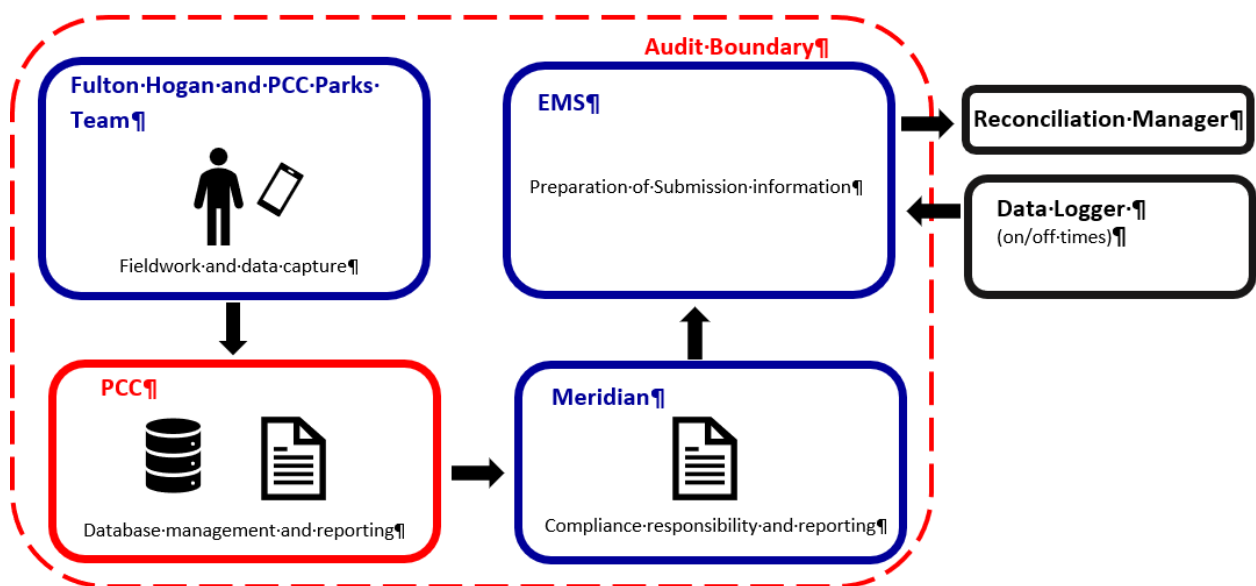 Audit·Boundary¶
Fulton·Hogan·and·PCC·Parks·
Team¶
Fieldwork·and·data·capture¶
EMS¶
Preparation·of·Submission·information¶
Reconciliation·Manager¶
Data·Logger·¶
(on/off·times)¶
PCC¶
Database·management·and·reporting¶
Meridian¶
Compliance·responsibility·and·reporting¶